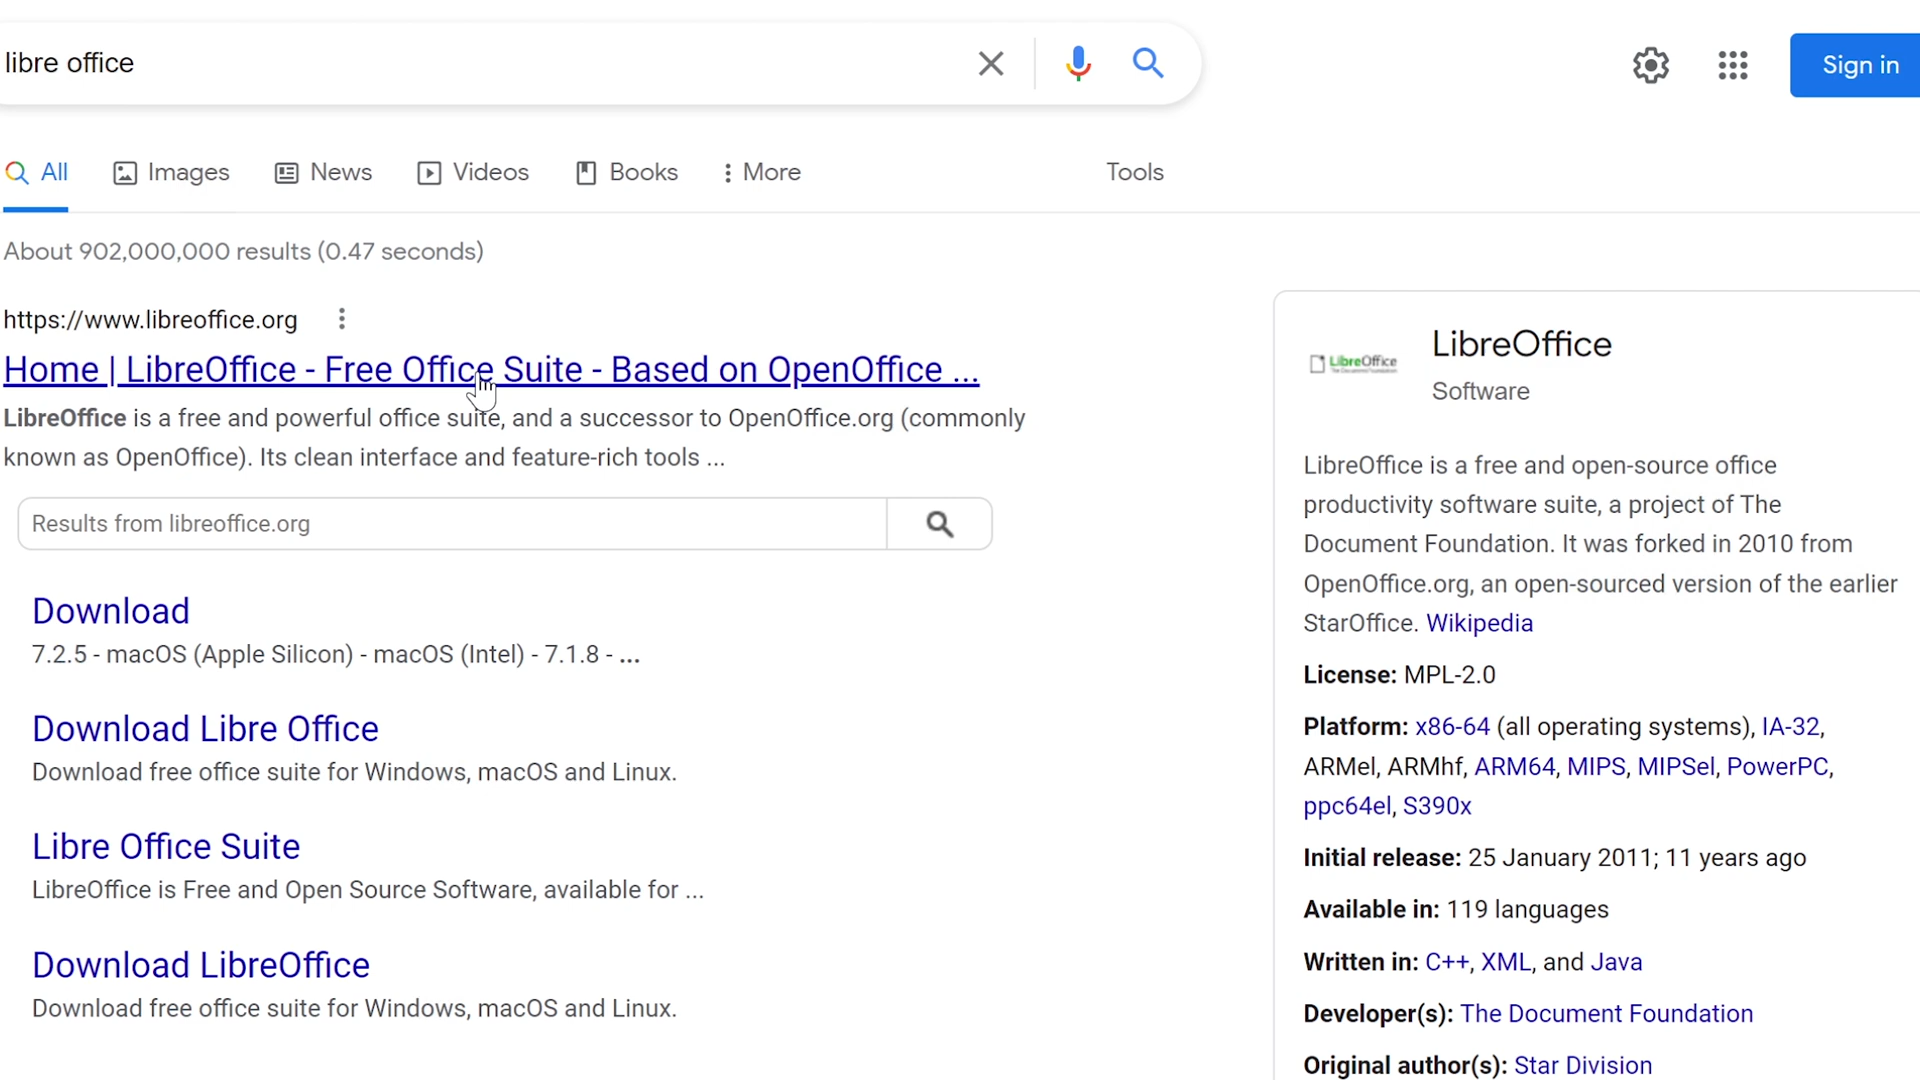 libre office
Sign in
All
Images
News
Videos
Books
More
Tools
About 902,000,000 results (0.47 seconds)
https://www.libreoffice.org
Home | LibreOffice - Free Office Suite - Based on OpenOffice ...
LibreOffice is a free and powerful office suite, and a successor to OpenOffice.org (commonly
known as OpenOffice). Its clean interface and feature-rich tools ...
Results from libreoffice.org
Download
7.2.5 - macOS (Apple Silicon) - macOS (Intel) - 7.1.8 - ...
Download Libre Office
Download free office suite for Windows, macOS and Linux.
Libre Office Suite
LibreOffice is Free and Open Source Software, available for ...
Download LibreOffice
Download free office suite for Windows, macOS and Linux.
LibreOffice
The Document Foundation
LibreOffice
Software
LibreOffice is a free and open-source office
productivity software suite, a project of The
Document Foundation. It was forked in 2010 from
OpenOffice.org, an open-sourced version of the earlier
StarOffice. Wikipedia
License: MPL-2.0
Platform: x86-64 (all operating systems), IA-32,
ARMel, ARMhf, ARM64, MIPS, MIPSel, PowerPC,
ppc64el, S390x
Initial release: 25 January 2011; 11 years ago
Available in: 119 languages
Written in: C++, XML, and Java
Developer(s): The Document Foundation
Original author(s): Star Division